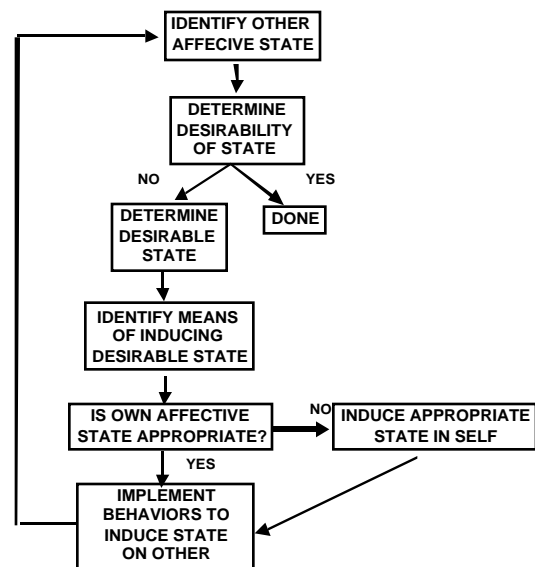 IDENTIFY OTHER
AFFECIVE STATE
DETERMINE
DESIRABILITY
OF STATE
NO
YES
DETERMINE
DESIRABLE
STATE
DONE
IDENTIFY MEANS
OF INDUCING
DESIRABLE STATE
IS OWN AFFECTIVE
STATE APPROPRIATE?
NO
INDUCE APPROPRIATE
STATE IN SELF
YES
IMPLEMENT
BEHAVIORS TO
INDUCE STATE
ON OTHER